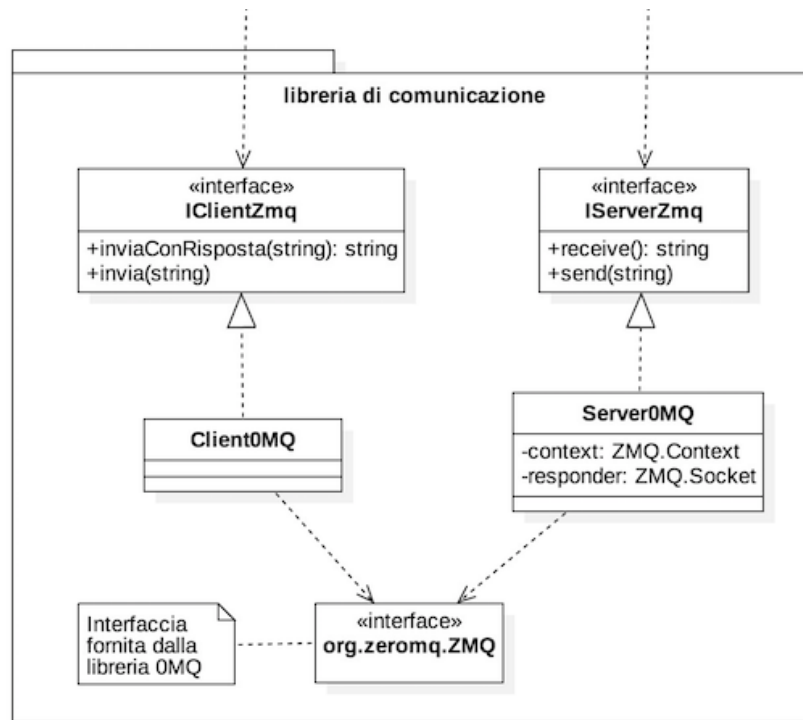 libreria di comunicazione
«interface»
IClientZmq
+inviaConRisposta(string): string
+invia(string)
«interface»
IServerZmq
+receive(): string
+send(string)
Client0MQ
Server0MQ
-context: ZMQ.Context
-responder: ZMQ.Socket
Interfaccia
fornita dalla
libreria 0MQ
«interface»
org.zeromq.ZMQ